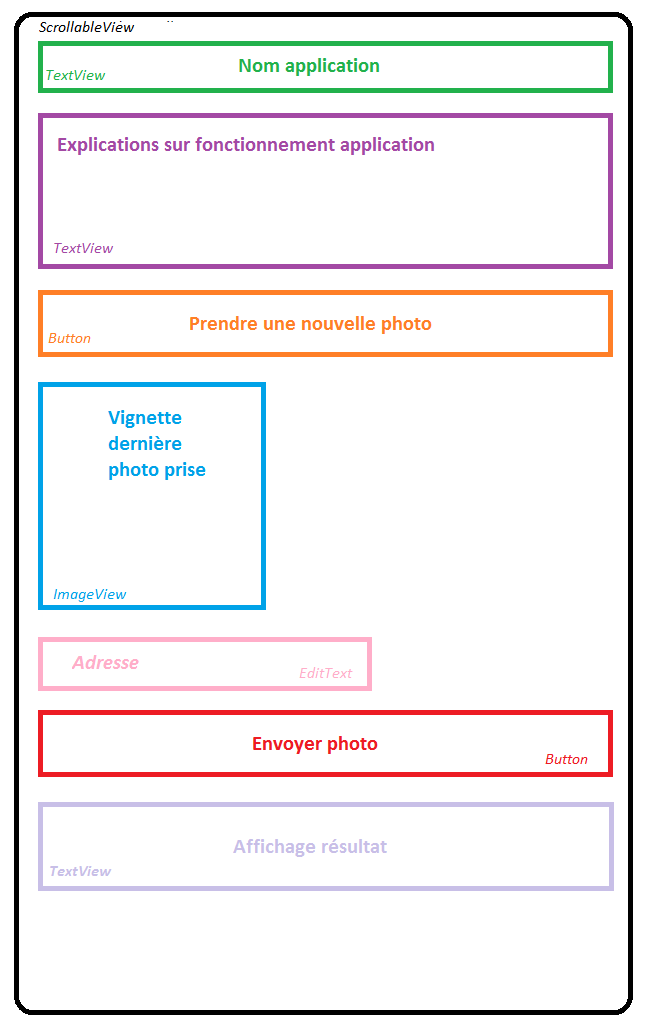 ScrollableView
Nom application
TextView
Explications sur fonctionnement application
TextView
Prendre une nouvelle photo
Button
Vignette
dernière
photo prise
ImageView
Adresse
EditText
Envoyer photo
Button
Affichage résultat
TextView